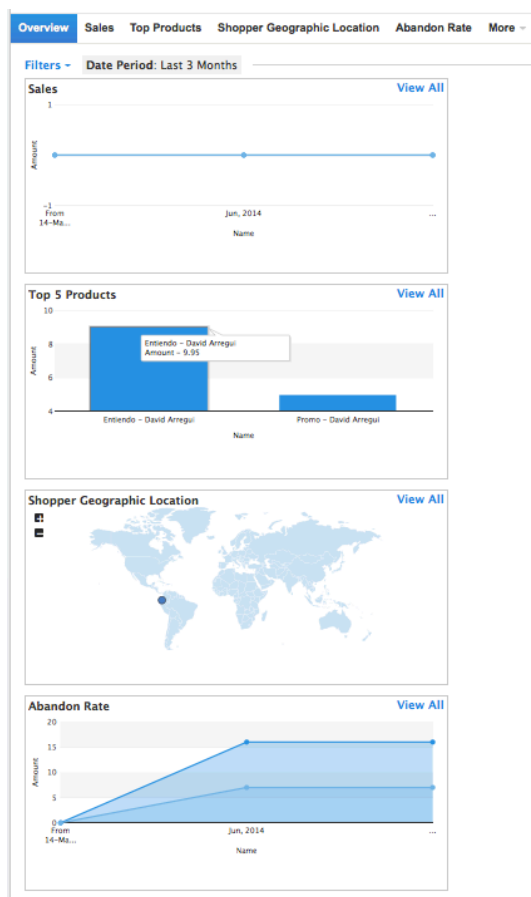 Overview Sales Top Products Shopper Geographic Location Abandon Rate More
Filters Date Period: Last 3 Months
Sales View All
1
Amount
-1
From
14-Ma... Jun, 2014 ...
Name
Top 5 Products View All
10
8
6
4
Amount
Entiendo - David Arregui
Amount - 9.95
Entiendo - David Arregui Promo - David Arregui
Name
Shopper Geographic Location View All
+
-
Abandon Rate View All
20
15
10
5
0
Amount
From
14-Ma... Jun, 2014 ...
Name